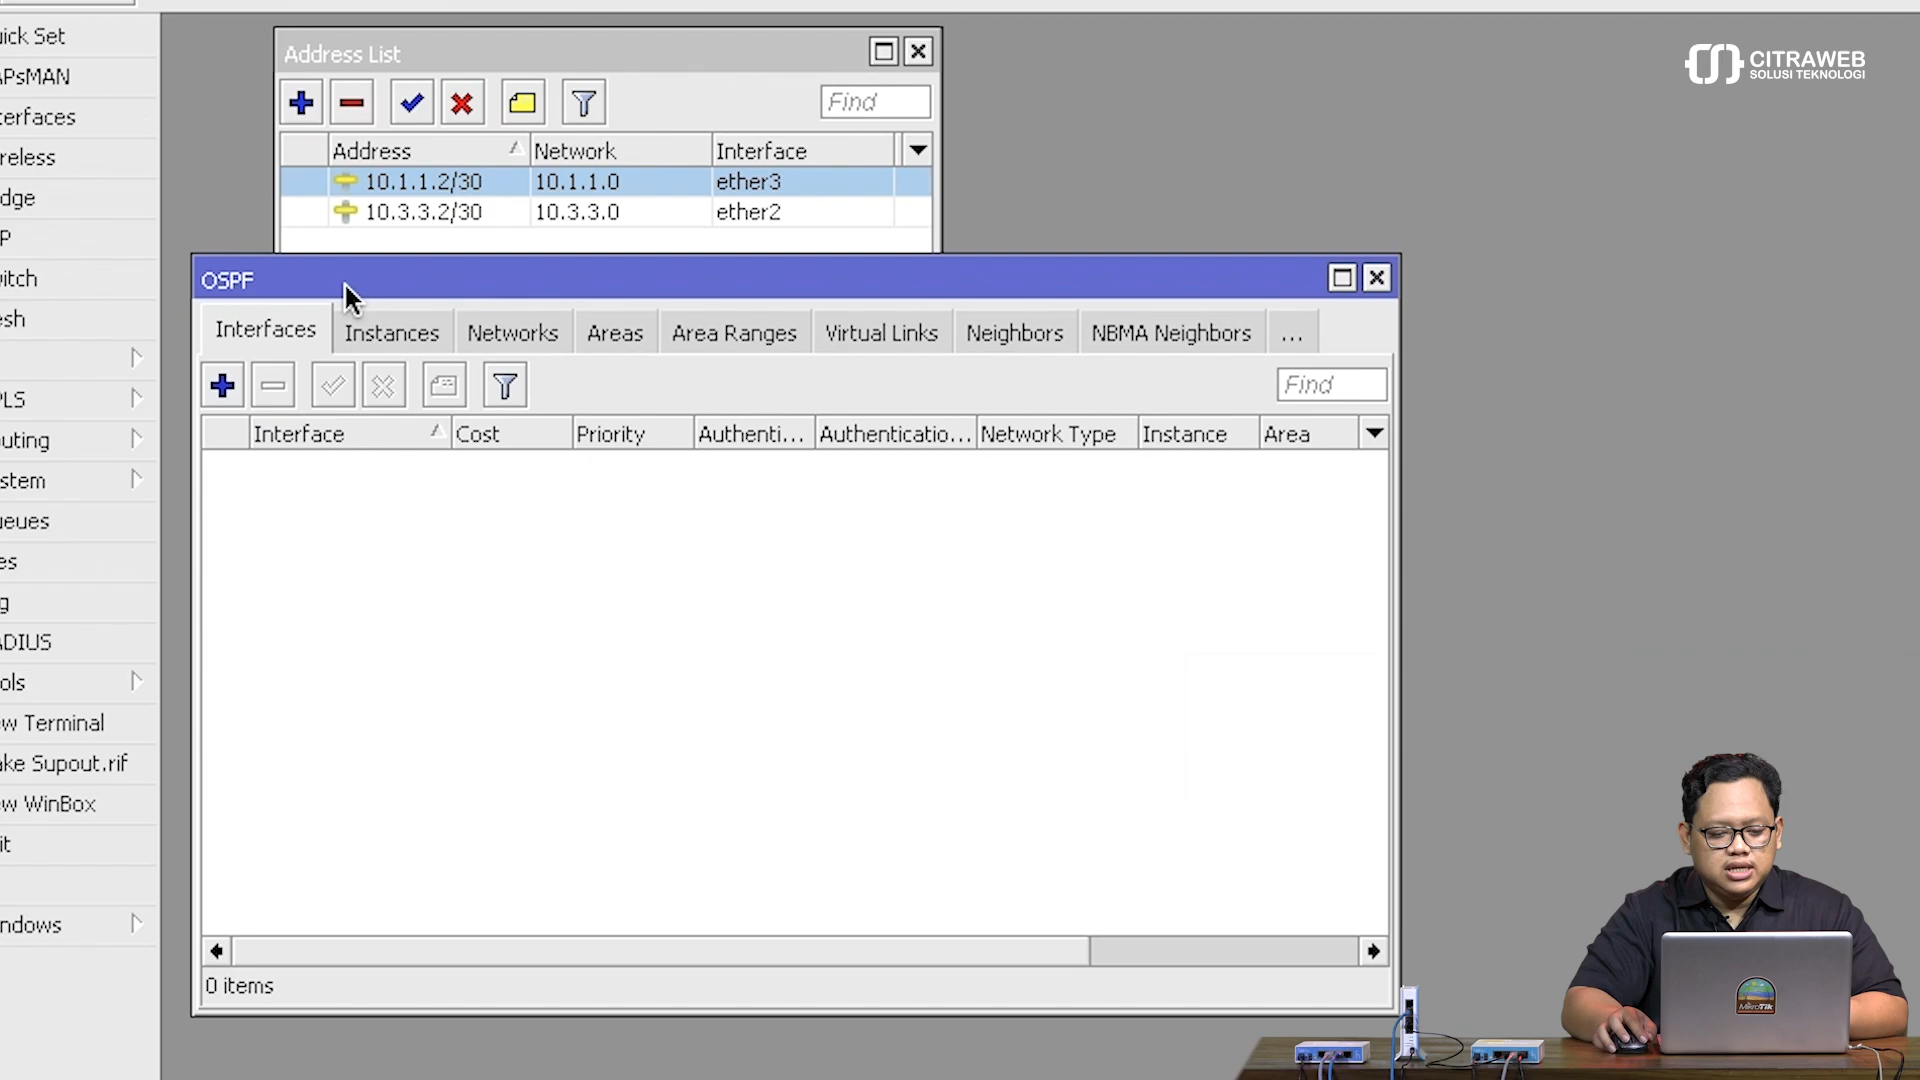 ick Set
APsMAN
erfaces
reless
dge
P
itch
esh
PLS
uting
stem
ueues
es
g
ADIUS
ols
w Terminal
ake Supout.rif
w WinBox
it
ndows
Address List
Find
Address Network Interface
10.1.1.2/30 10.1.1.0 ether3
10.3.3.2/30 10.3.3.0 ether2
OSPF
Interfaces Instances Networks Areas Area Ranges Virtual Links Neighbors NBMA Neighbors ...
Find
Interface Cost Priority Authenti... Authenticatio... Network Type Instance Area
0 items
CITRAWEB
SOLUSI TEKNOLOGI
MikroTik